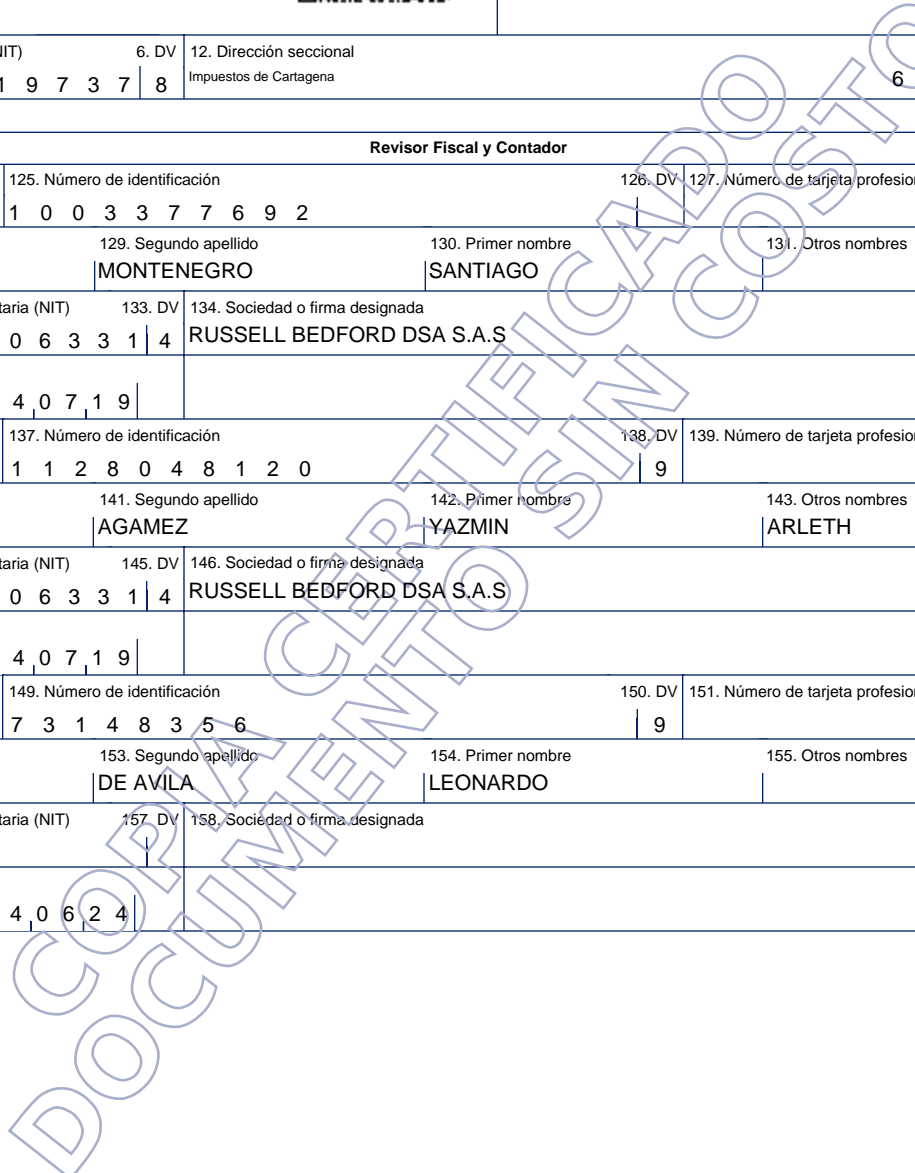 NIT) 6. DV 12. Dirección seccional
1 9 7 3 7 8 Impuestos de Cartagena 6
Revisor Fiscal y Contador
125. Número de identificación 126. DV 127. Número de tarjeta profesion
1 0 0 3 3 7 7 6 9 2
129. Segundo apellido 130. Primer nombre 131. Otros nombres
MONTENEGRO SANTIAGO
taria (NIT) 133. DV 134. Sociedad o firma designada
0 6 3 3 1 4 RUSSELL BEDFORD DSA S.A.S
4 0 7 1 9
137. Número de identificación 138. DV 139. Número de tarjeta profesion
1 1 2 8 0 4 8 1 2 0 9
141. Segundo apellido 142. Primer nombre 143. Otros nombres
AGAMEZ YAZMIN ARLETH
taria (NIT) 145. DV 146. Sociedad o firma designada
0 6 3 3 1 4 RUSSELL BEDFORD DSA S.A.S
4 0 7 1 9
149. Número de identificación 150. DV 151. Número de tarjeta profesion
7 3 1 4 8 3 5 6 9
153. Segundo apellido 154. Primer nombre 155. Otros nombres
DE AVILA LEONARDO
taria (NIT) 157. DV 158. Sociedad o firma designada
4 0 6 2 4
COPIA CERTIFICADO
DOCUMENTO SIN COSTO